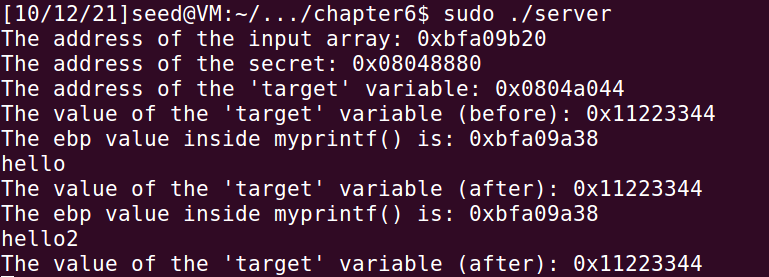 [10/12/21]seed@VM:~/.../chapter6$ sudo ./server
The address of the input array: 0xbfa09b20
The address of the secret: 0x08048880
The address of the 'target' variable: 0x0804a044
The value of the 'target' variable (before): 0x11223344
The ebp value inside myprintf() is: 0xbfa09a38
hello
The value of the 'target' variable (after): 0x11223344
The ebp value inside myprintf() is: 0xbfa09a38
hello2
The value of the 'target' variable (after): 0x11223344